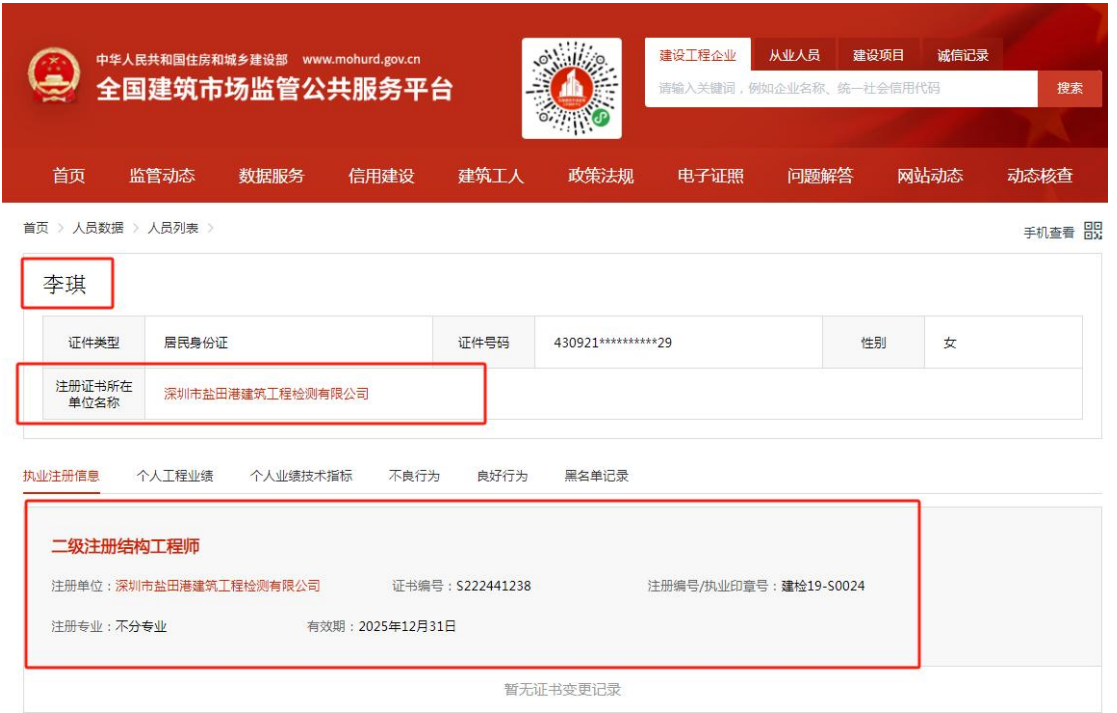 中华人民共和国住房和城乡建设部 www.mohurd.gov.cn
全国建筑市场监管公共服务平台
建设工程企业 从业人员 建设项目 诚信记录
请输入关键词，例如企业名称、统一社会信用代码 搜索
首页 监管动态 数据服务 信用建设 建筑工人 政策法规 电子证照 问题解答 网站动态 动态核查
首页 > 人员数据 > 人员列表 >
手机查看
李琪
证件类型 居民身份证 证件号码 430921**********29 性别 女
注册证书所在
单位名称
深圳市盐田港建筑工程检测有限公司
执业注册信息 个人工程业绩 个人业绩技术指标 不良行为 良好行为 黑名单记录
二级注册结构工程师
注册单位：深圳市盐田港建筑工程检测有限公司 证书编号：S222441238 注册编号/执业印章号：建检19-S0024
注册专业：不分专业 有效期：2025年12月31日
暂无证书变更记录